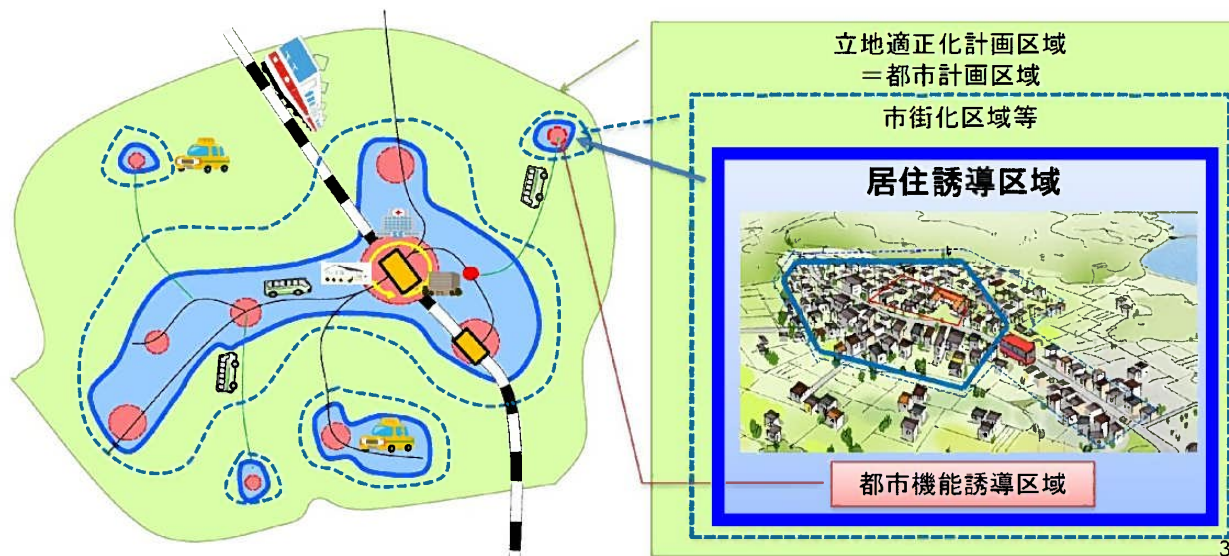 立地適正化計画区域
＝都市計画区域
市街化区域等
居住誘導区域
都市機能誘導区域
3